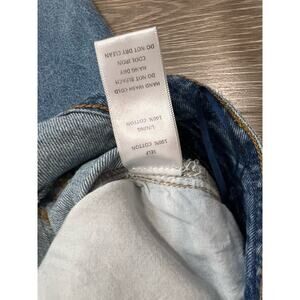 SELF
100% COTTON
LINING
100% COTTON
HAND WASH COLD
DO NOT BLEACH
HANG DRY
COOL IRON
DO NOT DRY CLEAN